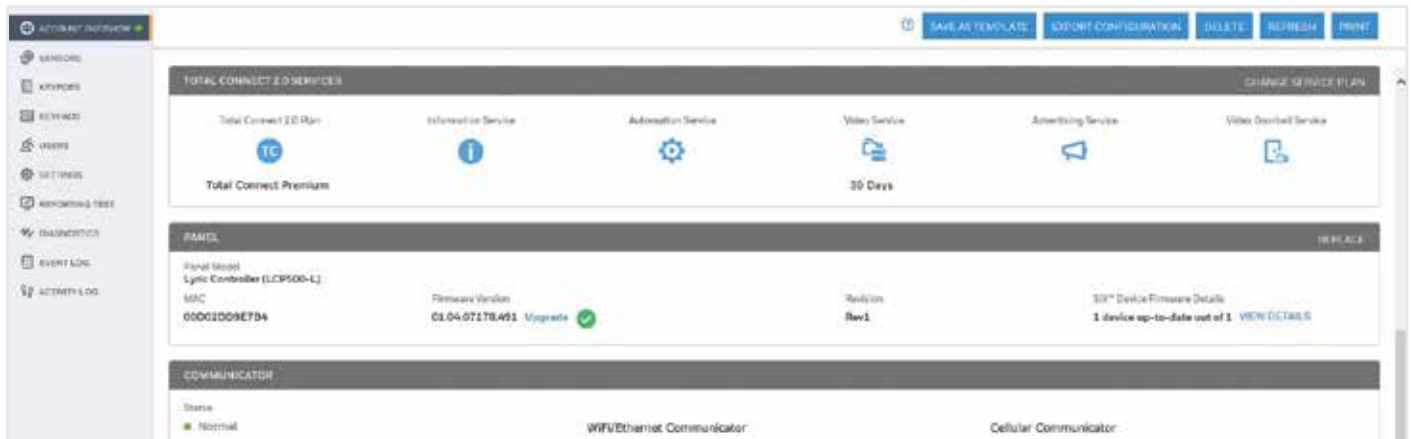 ACCOUNT OVERVIEW
SAVE AS TEMPLATE EXPORT CONFIGURATION DELETE REFRESH PRINT
SENSORS
KEYFOBS
KEYPADS
USERS
SETTINGS
REPORTING TEST
DIAGNOSTICS
EVENT LOG
ACTIVITY LOG
TOTAL CONNECT 2.0 SERVICES CHANGE SERVICE PLAN
Total Connect 2.0 Plan Information Service Automation Service Video Service Advertising Service Video Doorbell Service
TC
Total Connect Premium 30 Days
PANEL REPLACE
Panel Model
Lyric Controller (LCP500-L)
MAC Firmware Version Revision SiX™ Device Firmware Details
00D02DD9E7B4 01.04.07178.491 Upgrade Rev1 1 device up-to-date out of 1 VIEW DETAILS
COMMUNICATOR
Status
Normal WiFi/Ethernet Communicator Cellular Communicator